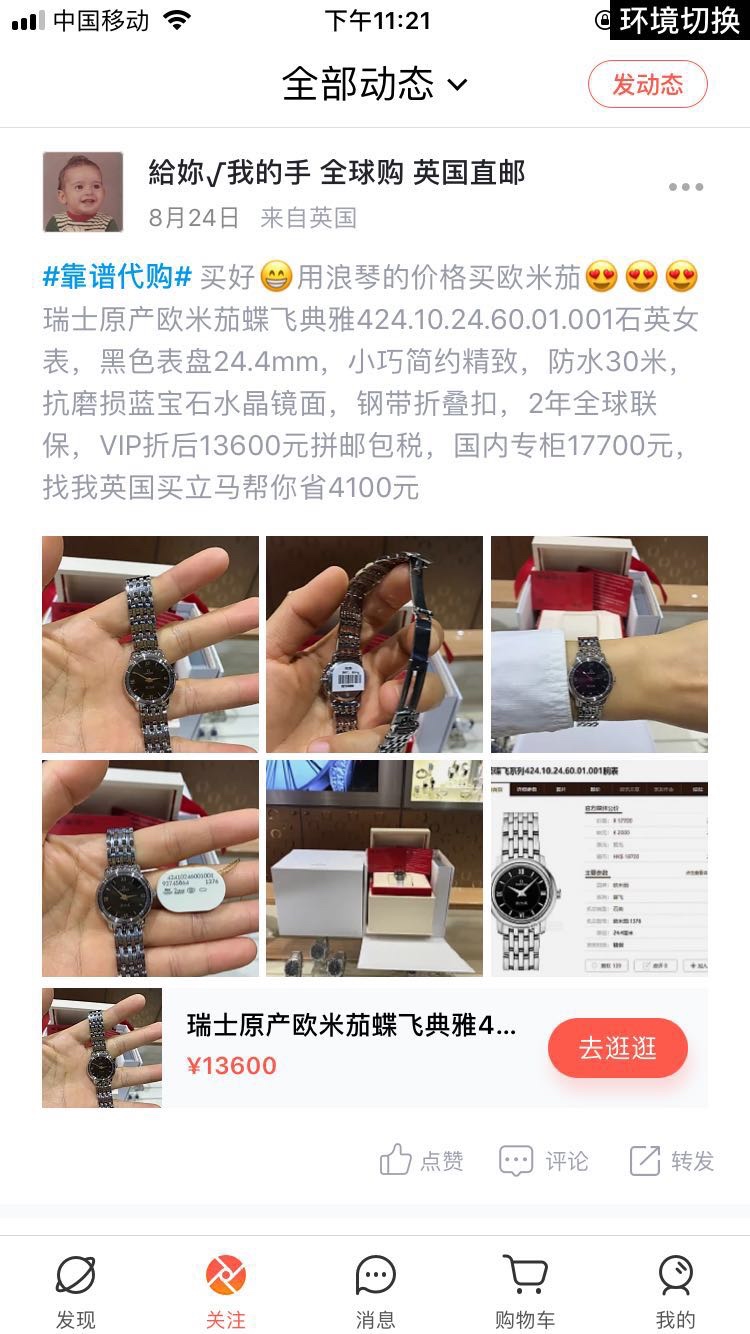 中国移动
下午11:21
环境切换
全部动态
发动态
給妳√我的手 全球购 英国直邮
8月24日 来自英国
#靠谱代购# 买好😁用浪琴的价格买欧米茄😍😍😍
瑞士原产欧米茄蝶飞典雅424.10.24.60.01.001石英女
表，黑色表盘24.4mm，小巧简约精致，防水30米，
抗磨损蓝宝石水晶镜面，钢带折叠扣，2年全球联
保，VIP折后13600元拼邮包税，国内专柜17700元，
找我英国买立马帮你省4100元
42410246001001
1376
蝶飞系列424.10.24.60.01.001腕表
瑞士原产欧米茄蝶飞典雅4...
¥13600
去逛逛
点赞
评论
转发
发现
关注
消息
购物车
我的